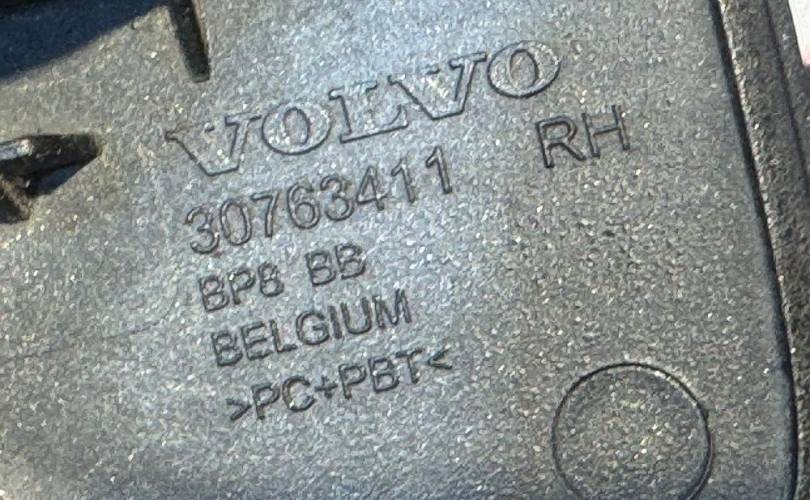 VOLVO
30763411 RH
BP8 BB
BELGIUM
>PC+PBT<